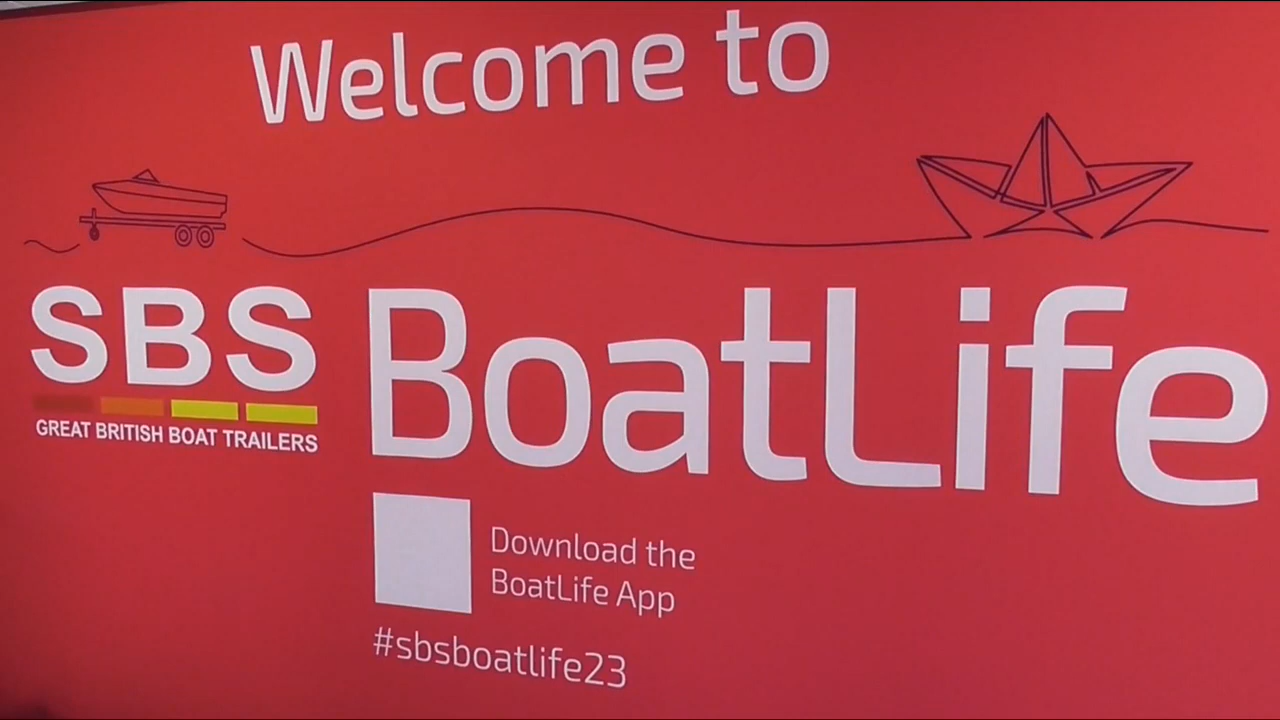 Welcome to
SBS
GREAT BRITISH BOAT TRAILERS
BoatLife
Download the
BoatLife App
#sbsboatlife23